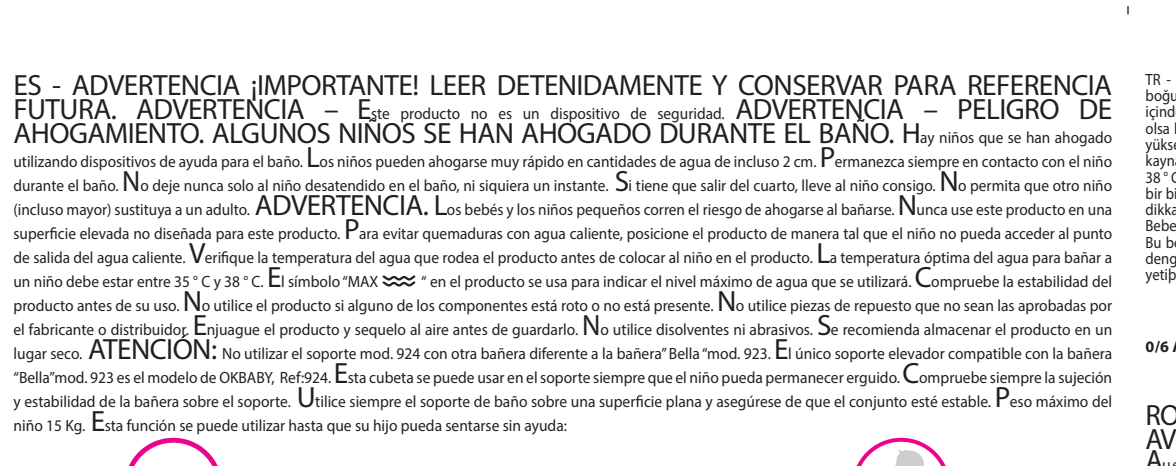 ES - ADVERTENCIA ¡IMPORTANTE! LEER DETENIDAMENTE Y CONSERVAR PARA REFERENCIA
FUTURA. ADVERTENCIA – Este producto no es un dispositivo de seguridad. ADVERTENCIA – PELIGRO DE
AHOGAMIENTO. ALGUNOS NIÑOS SE HAN AHOGADO DURANTE EL BAÑO. Hay niños que se han ahogado
utilizando dispositivos de ayuda para el baño. Los niños pueden ahogarse muy rápido en cantidades de agua de incluso 2 cm. Permanezca siempre en contacto con el niño
durante el baño. No deje nunca solo al niño desatendido en el baño, ni siquiera un instante. Si tiene que salir del cuarto, lleve al niño consigo. No permita que otro niño
(incluso mayor) sustituya a un adulto. ADVERTENCIA. Los bebés y los niños pequeños corren el riesgo de ahogarse al bañarse. Nunca use este producto en una
superficie elevada no diseñada para este producto. Para evitar quemaduras con agua caliente, posicione el producto de manera tal que el niño no pueda acceder al punto
de salida del agua caliente. Verifique la temperatura del agua que rodea el producto antes de colocar al niño en el producto. La temperatura óptima del agua para bañar a
un niño debe estar entre 35 ° C y 38 ° C. El símbolo "MAX " en el producto se usa para indicar el nivel máximo de agua que se utilizará. Compruebe la estabilidad del
producto antes de su uso. No utilice el producto si alguno de los componentes está roto o no está presente. No utilice piezas de repuesto que no sean las aprobadas por
el fabricante o distribuidor. Enjuague el producto y sequelo al aire antes de guardarlo. No utilice disolventes ni abrasivos. Se recomienda almacenar el producto en un
lugar seco. ATENCIÓN: No utilizar el soporte mod. 924 con otra bañera diferente a la bañera" Bella "mod. 923. El único soporte elevador compatible con la bañera
"Bella"mod. 923 es el modelo de OKBABY, Ref:924. Esta cubeta se puede usar en el soporte siempre que el niño pueda permanecer erguido. Compruebe siempre la sujeción
y estabilidad de la bañera sobre el soporte. Utilice siempre el soporte de baño sobre una superficie plana y asegúrese de que el conjunto esté estable. Peso máximo del
niño 15 Kg. Esta función se puede utilizar hasta que su hijo pueda sentarse sin ayuda:
TR -
38 ° C
bir
Bu
0/6